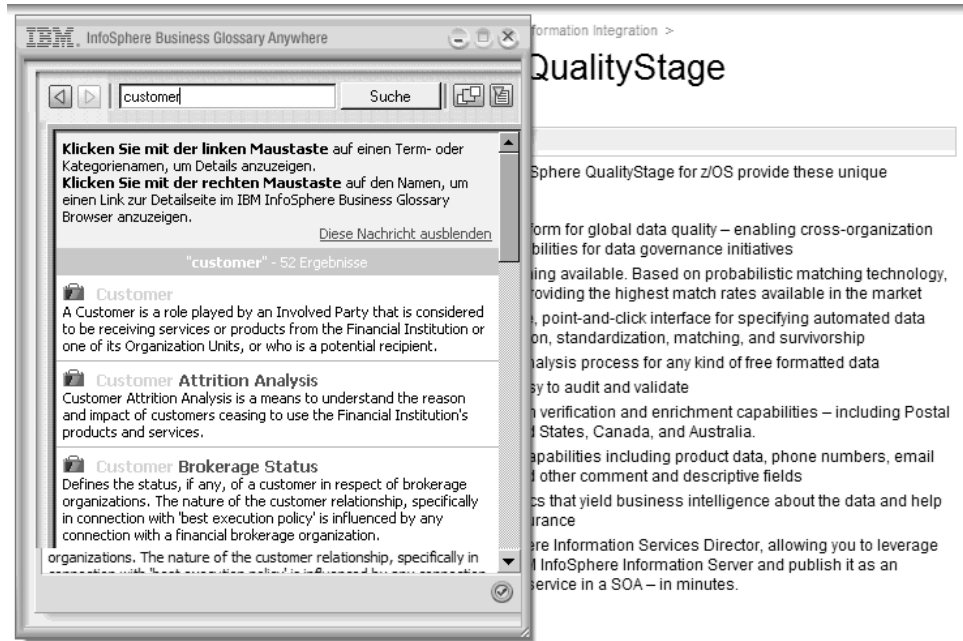 IBM. InfoSphere Business Glossary Anywhere
customer
Suche
Klicken Sie mit der linken Maustaste auf einen Term- oder
Kategorienamen, um Details anzuzeigen.
Klicken Sie mit der rechten Maustaste auf den Namen, um
einen Link zur Detailseite im IBM InfoSphere Business Glossary
Browser anzuzeigen.
Diese Nachricht ausblenden
"customer" - 52 Ergebnisse
Customer
A Customer is a role played by an Involved Party that is considered
to be receiving services or products from the Financial Institution or
one of its Organization Units, or who is a potential recipient.
Customer Attrition Analysis
Customer Attrition Analysis is a means to understand the reason
and impact of customers ceasing to use the Financial Institution's
products and services.
Customer Brokerage Status
Defines the status, if any, of a customer in respect of brokerage
organizations. The nature of the customer relationship, specifically
in connection with 'best execution policy' is influenced by any
connection with a financial brokerage organization.
organizations. The nature of the customer relationship, specifically in
Information Integration >
QualityStage
Sphere QualityStage for z/OS provide these unique
form for global data quality – enabling cross-organization
bilities for data governance initiatives
ing available. Based on probabilistic matching technology,
roviding the highest match rates available in the market
, point-and-click interface for specifying automated data
on, standardization, matching, and survivorship
nalysis process for any kind of free formatted data
sy to audit and validate
n verification and enrichment capabilities – including Postal
d States, Canada, and Australia.
apabilities including product data, phone numbers, email
d other comment and descriptive fields
cs that yield business intelligence about the data and help
urance
ere Information Services Director, allowing you to leverage
M InfoSphere Information Server and publish it as an
service in a SOA – in minutes.